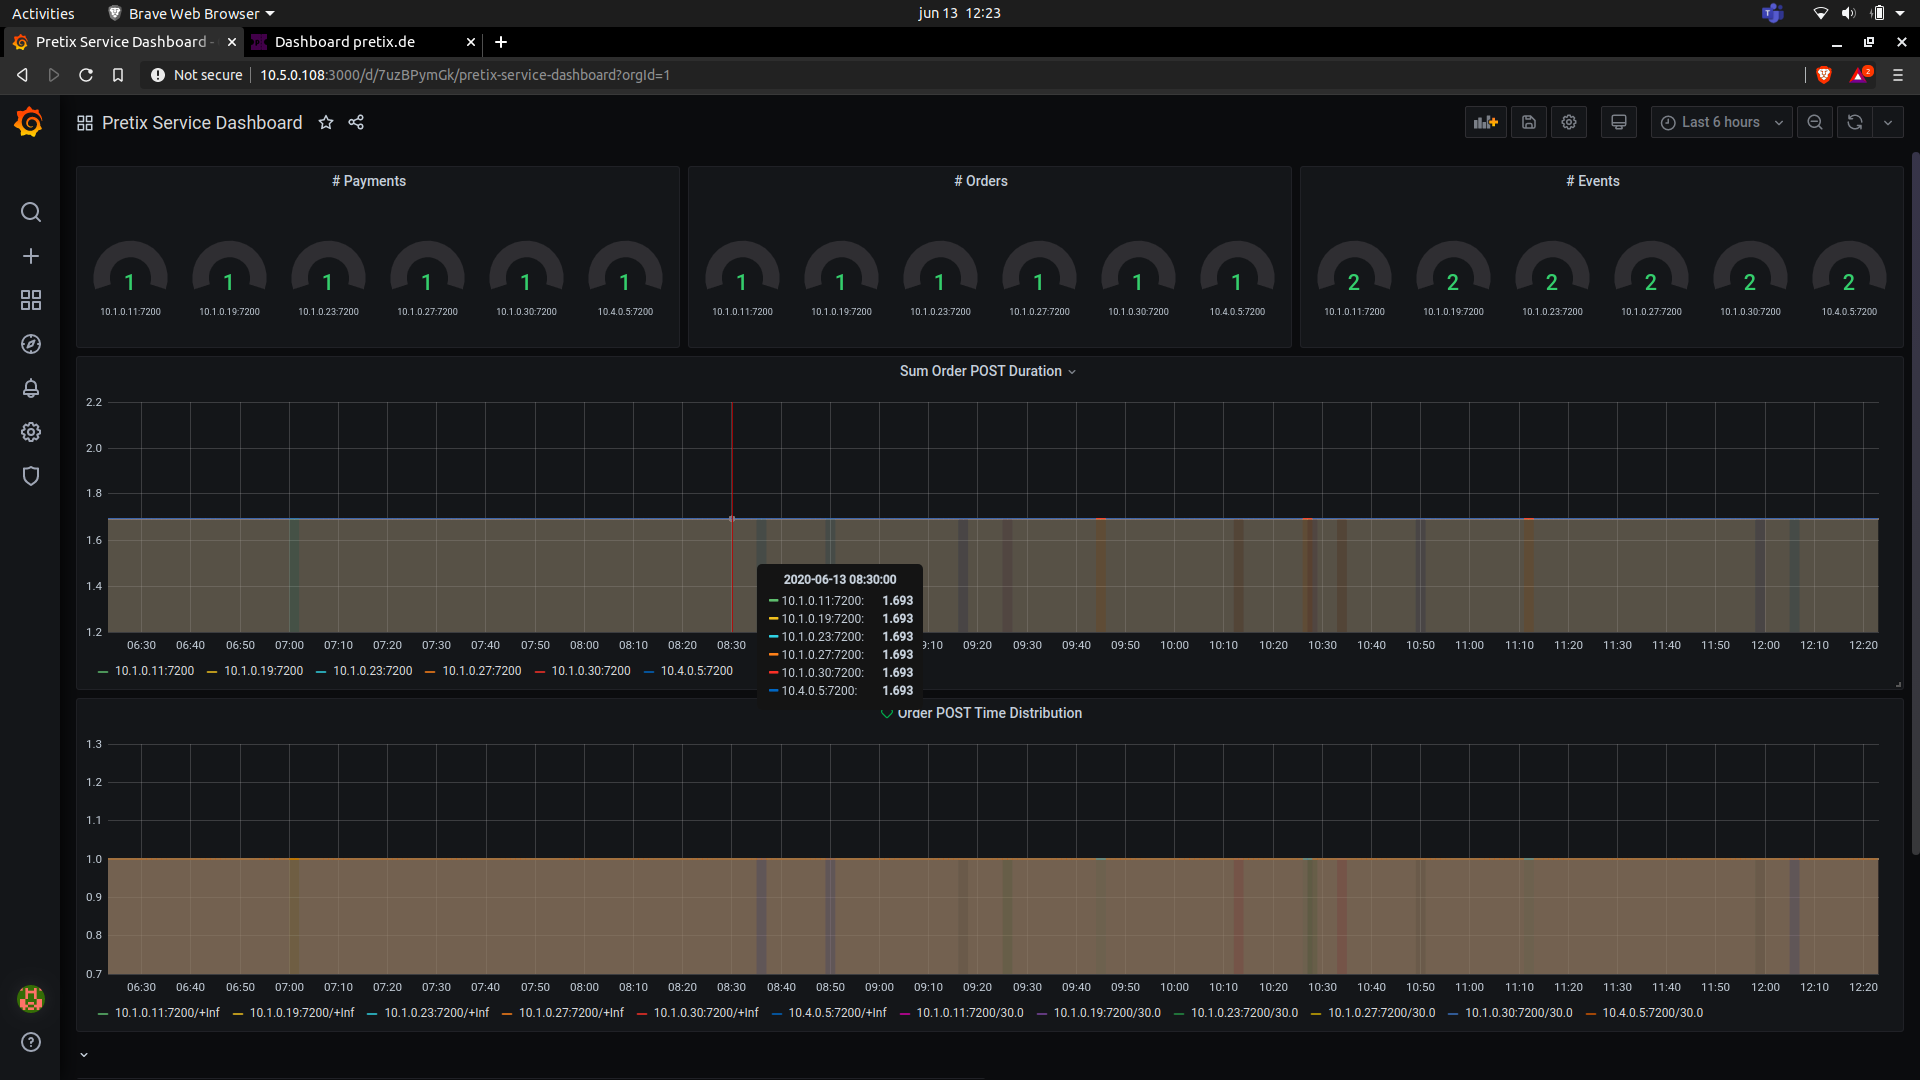 Activities Brave Web Browser jun 13 12:23
Pretix Service Dashboard - Dashboard pretix.de
Not secure 10.5.0.108:3000/d/7uzBPymGk/pretix-service-dashboard?orgId=1 2
Pretix Service Dashboard Last 6 hours
# Payments # Orders # Events
1 1 1 1 1 1 1 1 1 1 1 1 2 2 2 2 2 2
10.1.0.11:7200 10.1.0.19:7200 10.1.0.23:7200 10.1.0.27:7200 10.1.0.30:7200 10.4.0.5:7200 10.1.0.11:7200 10.1.0.19:7200 10.1.0.23:7200 10.1.0.27:7200 10.1.0.30:7200 10.4.0.5:7200 10.1.0.11:7200 10.1.0.19:7200 10.1.0.23:7200 10.1.0.27:7200 10.1.0.30:7200 10.4.0.5:7200
Sum Order POST Duration
2.2
2.0
1.8
1.6
1.4
1.2
2020-06-13 08:30:00
10.1.0.11:7200: 1.693
10.1.0.19:7200: 1.693
10.1.0.23:7200: 1.693
10.1.0.27:7200: 1.693
10.1.0.30:7200: 1.693
10.4.0.5:7200: 1.693
06:30 06:40 06:50 07:00 07:10 07:20 07:30 07:40 07:50 08:00 08:10 08:20 08:30 9:10 09:20 09:30 09:40 09:50 10:00 10:10 10:20 10:30 10:40 10:50 11:00 11:10 11:20 11:30 11:40 11:50 12:00 12:10 12:20
10.1.0.11:7200 10.1.0.19:7200 10.1.0.23:7200 10.1.0.27:7200 10.1.0.30:7200 10.4.0.5:7200
Order POST Time Distribution
1.3
1.2
1.1
1.0
0.9
0.8
0.7
06:30 06:40 06:50 07:00 07:10 07:20 07:30 07:40 07:50 08:00 08:10 08:20 08:30 08:40 08:50 09:00 09:10 09:20 09:30 09:40 09:50 10:00 10:10 10:20 10:30 10:40 10:50 11:00 11:10 11:20 11:30 11:40 11:50 12:00 12:10 12:20
10.1.0.11:7200/+Inf 10.1.0.19:7200/+Inf 10.1.0.23:7200/+Inf 10.1.0.27:7200/+Inf 10.1.0.30:7200/+Inf 10.4.0.5:7200/+Inf 10.1.0.11:7200/30.0 10.1.0.19:7200/30.0 10.1.0.23:7200/30.0 10.1.0.27:7200/30.0 10.1.0.30:7200/30.0 10.4.0.5:7200/30.0